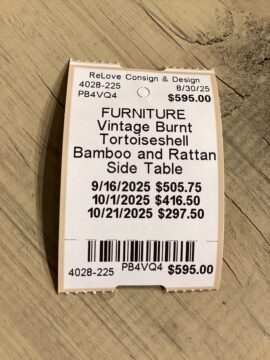 ReLove Consign & Design
4028-225 8/30/25
PB4VQ4 $595.00
FURNITURE
Vintage Burnt
Tortoiseshell
Bamboo and Rattan
Side Table
9/16/2025 $505.75
10/1/2025 $416.50
10/21/2025 $297.50
4028-225 PB4VQ4 $595.00